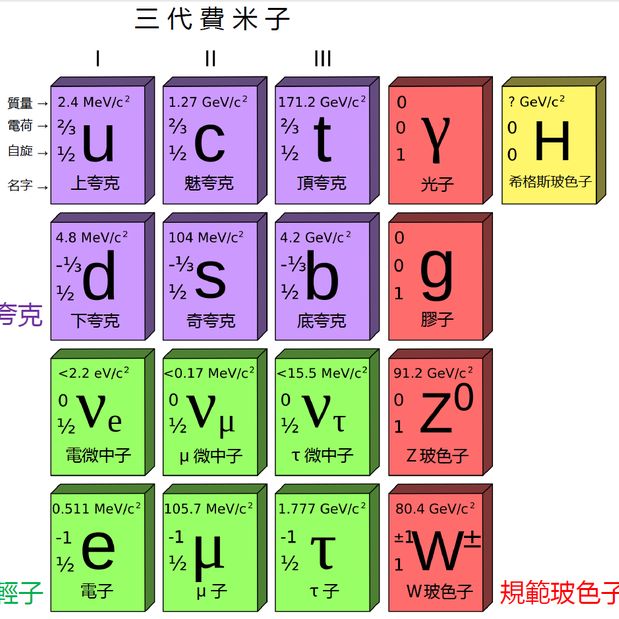 三代費米子
I II III
質量 → 2.4 MeV/c² 1.27 GeV/c² 171.2 GeV/c² 0 ? GeV/c²
電荷 → ⅔ ⅔ ⅔ 0 0
自旋 → ½ ½ ½ 1 0
u c t γ H
名字 → 上夸克 魅夸克 頂夸克 光子 希格斯玻色子
4.8 MeV/c² 104 MeV/c² 4.2 GeV/c² 0
-⅓ -⅓ -⅓ 0
½ ½ ½ 1
d s b g
夸克 下夸克 奇夸克 底夸克 膠子
<2.2 eV/c² <0.17 MeV/c² <15.5 MeV/c² 91.2 GeV/c²
0 0 0 0
½ ½ ½ 1
νe νμ ντ Z⁰
電微中子 μ 微中子 τ 微中子 Z 玻色子
0.511 MeV/c² 105.7 MeV/c² 1.777 GeV/c² 80.4 GeV/c²
-1 -1 -1 ±1
½ ½ ½ 1
e μ τ W±
輕子 電子 μ 子 τ 子 W 玻色子 規範玻色子